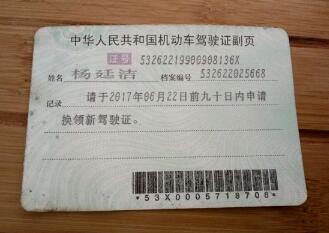 中华人民共和国机动车驾驶证副页
证号 53262219900908136X
姓名 杨廷洁 档案编号 532622025668
记录 请于2017年06月22日前九十日内申请
换领新驾驶证。
*53X0005718708*